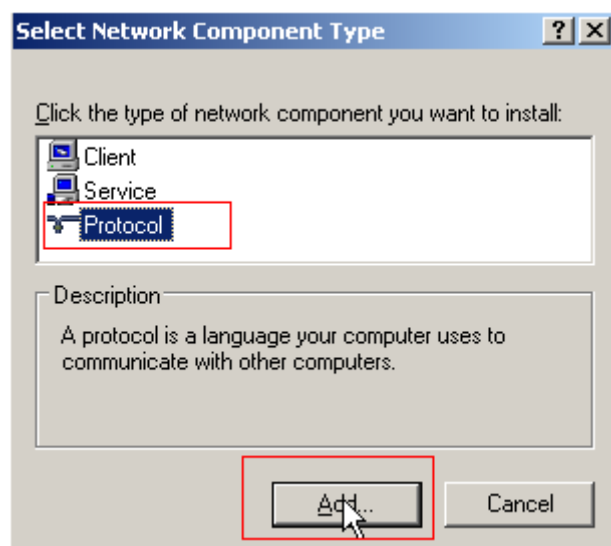 Select Network Component Type
Click the type of network component you want to install:
Client
Service
Protocol
Description
A protocol is a language your computer uses to
communicate with other computers.
Add...
Cancel